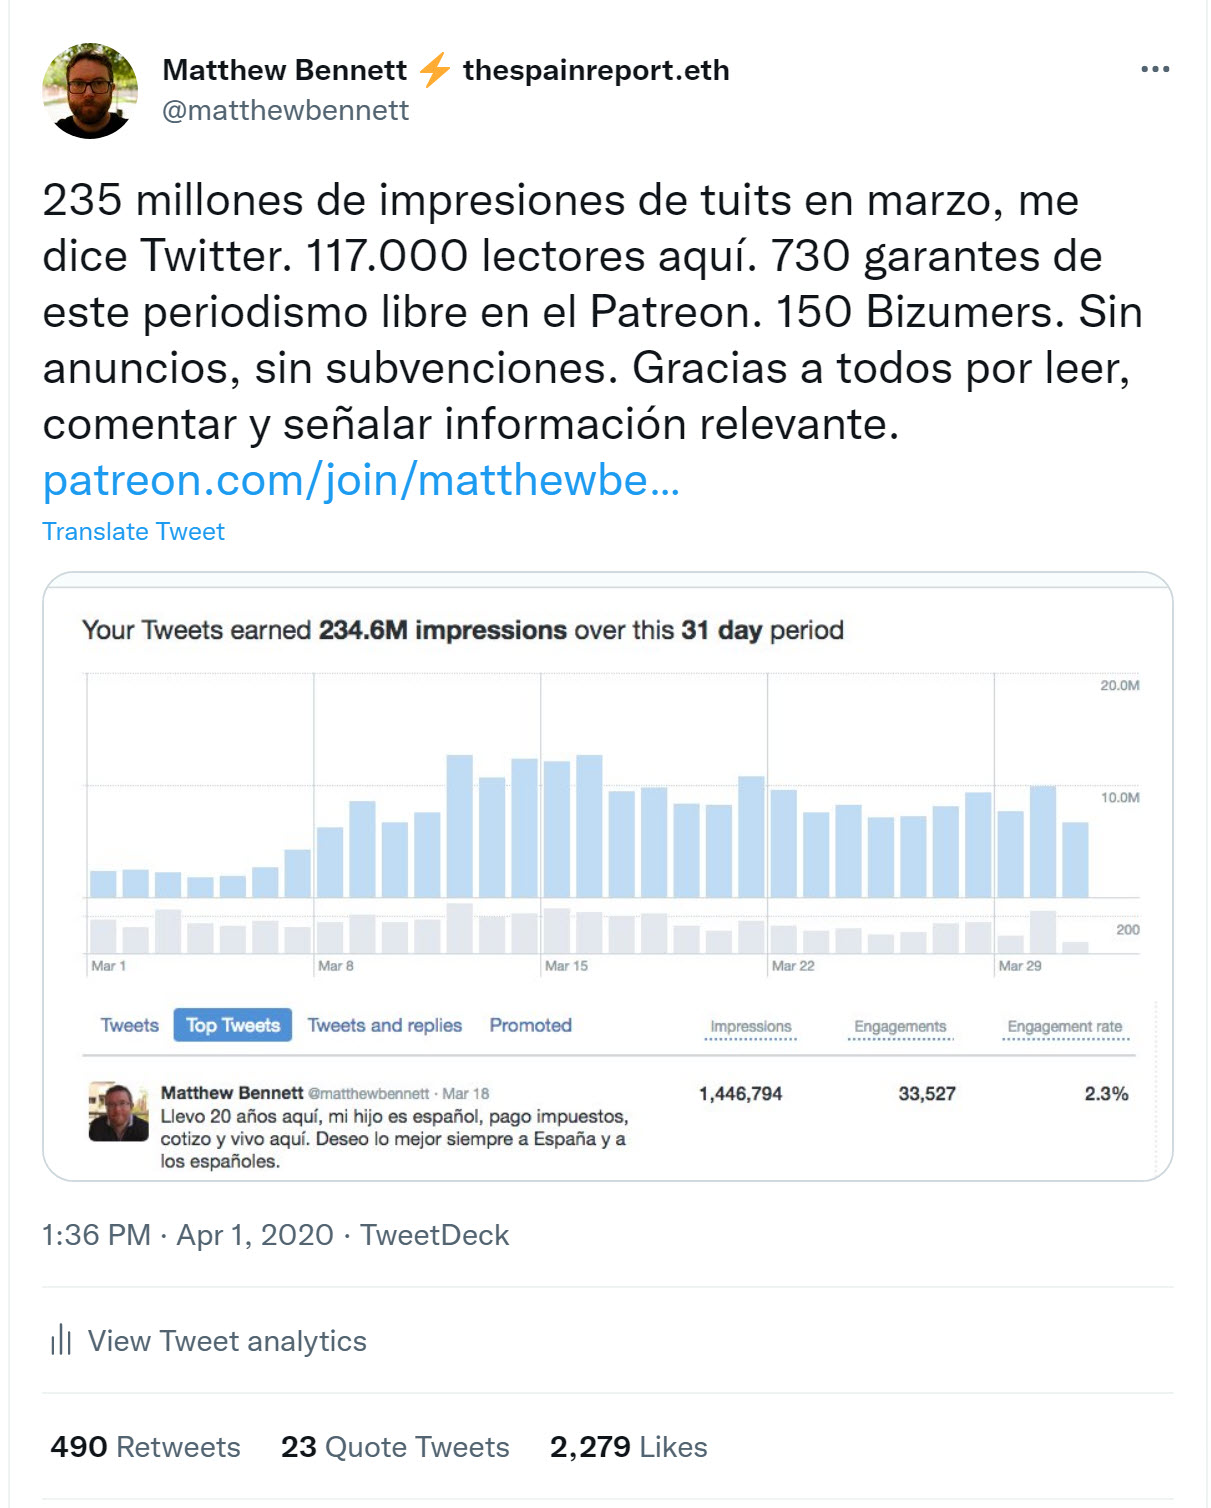 Matthew Bennett ⚡ thespainreport.eth
@matthewbennett
235 millones de impresiones de tuits en marzo, me
dice Twitter. 117.000 lectores aquí. 730 garantes de
este periodismo libre en el Patreon. 150 Bizumers. Sin
anuncios, sin subvenciones. Gracias a todos por leer,
comentar y señalar información relevante.
patreon.com/join/matthewbe…
Translate Tweet
Your Tweets earned 234.6M impressions over this 31 day period
20.0M
10.0M
200
Mar 1 Mar 8 Mar 15 Mar 22 Mar 29
Tweets Top Tweets Tweets and replies Promoted Impressions Engagements Engagement rate
Matthew Bennett @matthewbennett · Mar 18 1,446,794 33,527 2.3%
Llevo 20 años aquí, mi hijo es español, pago impuestos,
cotizo y vivo aquí. Deseo lo mejor siempre a España y a
los españoles.
1:36 PM · Apr 1, 2020 · TweetDeck
View Tweet analytics
490 Retweets 23 Quote Tweets 2,279 Likes